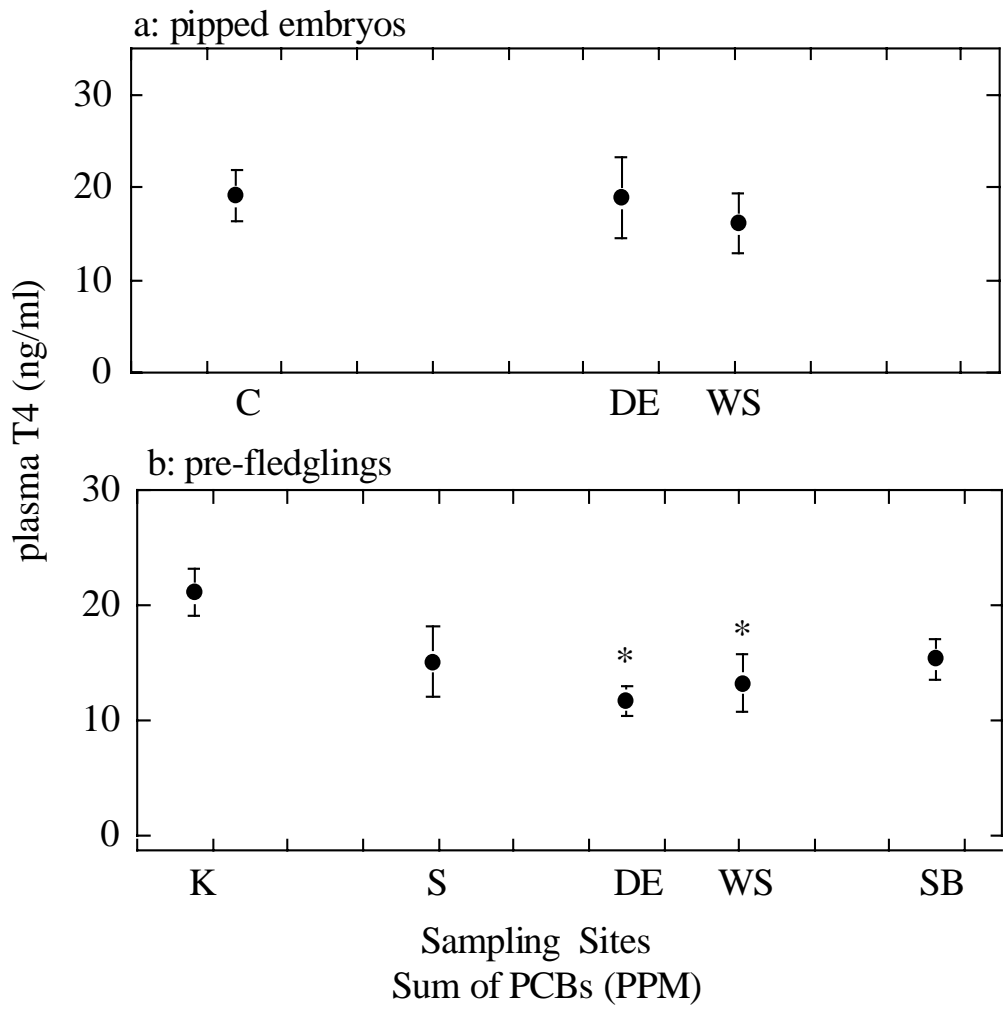 a: pipped embryos
30
20
10
0
C DE WS
plasma T4 (ng/ml)
b: pre-fledglings
30
20
10
0
* *
K S DE WS SB
Sampling Sites
Sum of PCBs (PPM)